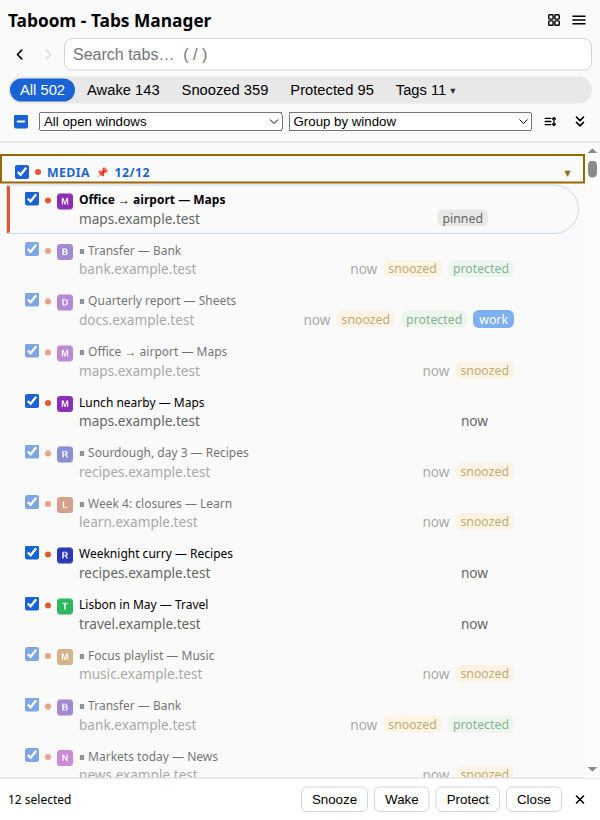 Taboom - Tabs Manager
Search tabs... ( / )
All 502 Awake 143 Snoozed 359 Protected 95 Tags 11 ▾
All open windows Group by window
MEDIA 📌 12/12 ▼
M Office → airport — Maps
maps.example.test pinned
B Transfer — Bank
bank.example.test now snoozed protected
D Quarterly report — Sheets
docs.example.test now snoozed protected work
M Office → airport — Maps
maps.example.test now snoozed
M Lunch nearby — Maps
maps.example.test now
R Sourdough, day 3 — Recipes
recipes.example.test now snoozed
L Week 4: closures — Learn
learn.example.test now snoozed
R Weeknight curry — Recipes
recipes.example.test now
T Lisbon in May — Travel
travel.example.test now
M Focus playlist — Music
music.example.test now snoozed
B Transfer — Bank
bank.example.test now snoozed protected
N Markets today — News
news.example.test now snoozed
12 selected Snooze Wake Protect Close ✕